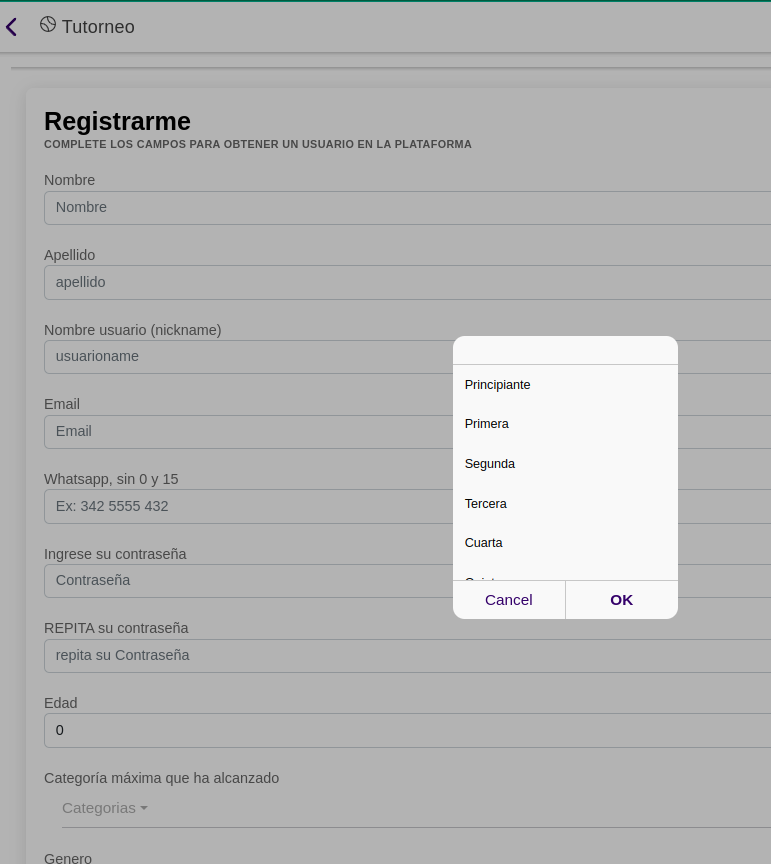 Tutorneo
Registrarme
COMPLETE LOS CAMPOS PARA OBTENER UN USUARIO EN LA PLATAFORMA
Nombre
Nombre
Apellido
apellido
Nombre usuario (nickname)
usuarioname
Email
Email
Whatsapp, sin 0 y 15
Ex: 342 5555 432
Ingrese su contraseña
Contraseña
REPITA su contraseña
repita su Contraseña
Edad
0
Categoría máxima que ha alcanzado
Categorias
Genero
Principiante
Primera
Segunda
Tercera
Cuarta
Cancel
OK